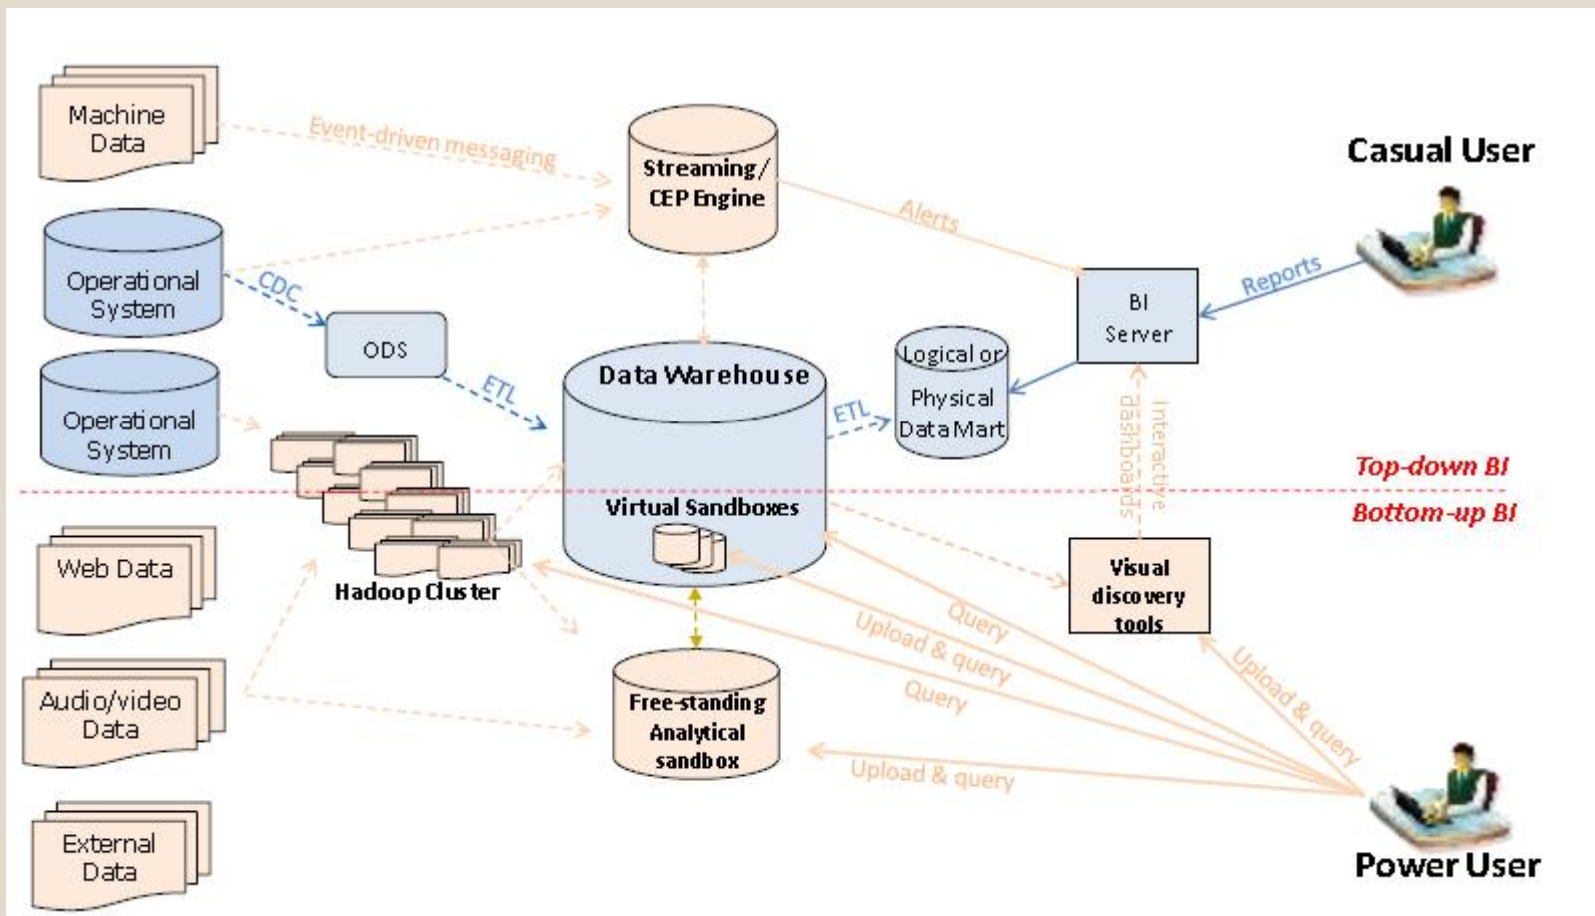 Machine
Data
Event-driven messaging
Streaming/
CEP Engine
Casual User
Alerts
Operational
System
CDC
Reports
BI
Server
ODS
ETL
Data Warehouse
Logical or
Physical
Data Mart
ETL
Operational
System
Interactive
dashboards
Top-down BI
Bottom-up BI
Virtual Sandboxes
Web Data
Hadoop Cluster
Visual
discovery
tools
Query
Upload & query
Query
Upload & query
Audio/video
Data
Free-standing
Analytical
sandbox
Upload & query
External
Data
Power User